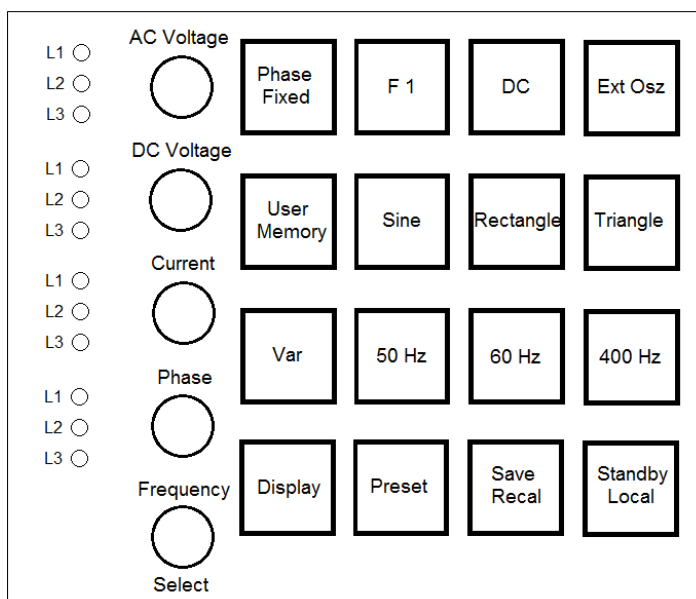 AC Voltage
L1
L2
L3
Phase
Fixed
F 1
DC
Ext Osz
DC Voltage
L1
L2
L3
User
Memory
Sine
Rectangle
Triangle
Current
L1
L2
L3
Var
50 Hz
60 Hz
400 Hz
Phase
L1
L2
L3
Display
Preset
Save
Recal
Standby
Local
Frequency
Select